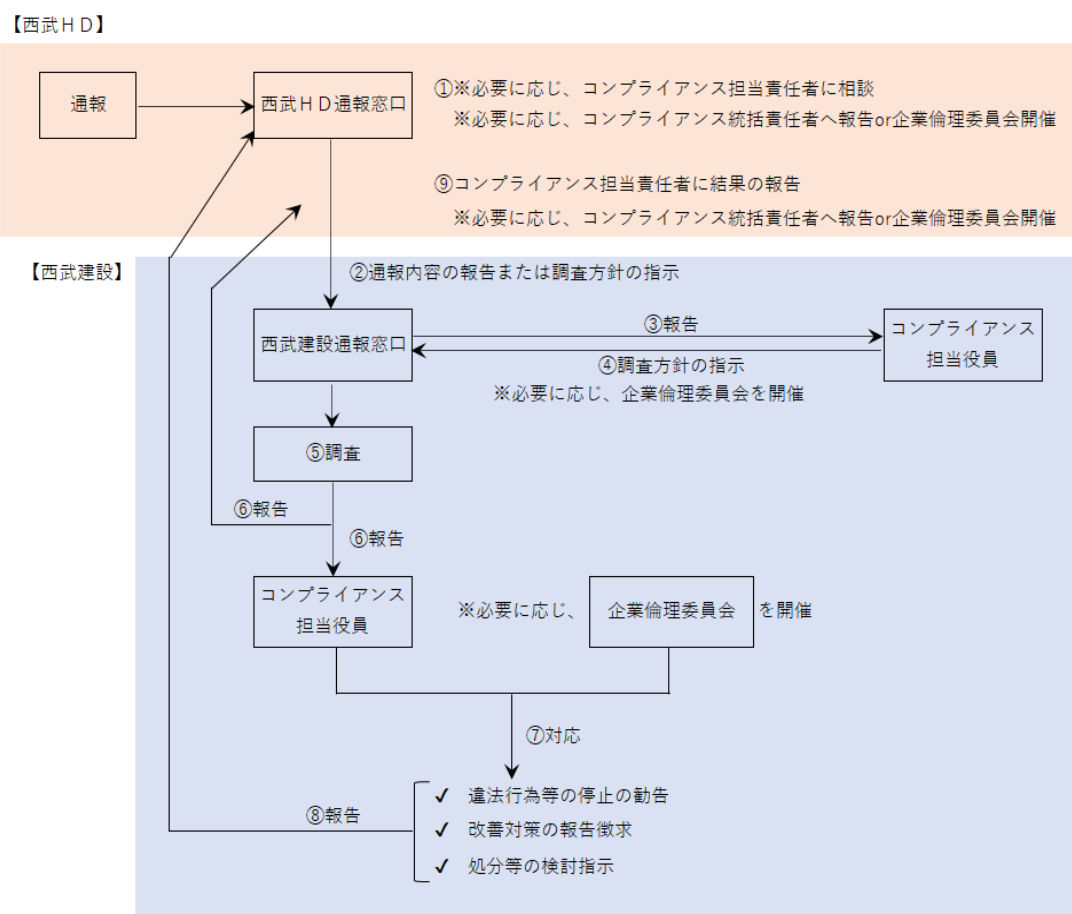 【西武ＨＤ】
通報
西武ＨＤ通報窓口
①※必要に応じ、コンプライアンス担当責任者に相談
※必要に応じ、コンプライアンス統括責任者へ報告or企業倫理委員会開催
⑨コンプライアンス担当責任者に結果の報告
※必要に応じ、コンプライアンス統括責任者へ報告or企業倫理委員会開催
【西武建設】
②通報内容の報告または調査方針の指示
西武建設通報窓口
③報告
コンプライアンス
担当役員
④調査方針の指示
※必要に応じ、企業倫理委員会を開催
⑤調査
⑥報告
⑥報告
コンプライアンス
担当役員
※必要に応じ、 企業倫理委員会 を開催
⑦対応
⑧報告
✓ 違法行為等の停止の勧告
✓ 改善対策の報告徴求
✓ 処分等の検討指示